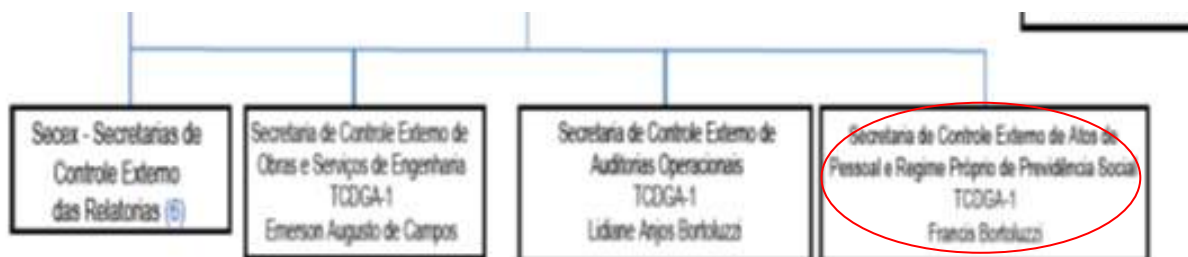 Secex - Secretarias de
Controle Externo
das Relatorias (6)
Secretaria de Controle Externo de
Obras e Serviços de Engenharia
TCDGA-1
Emerson Augusto de Campos
Secretaria de Controle Externo de
Auditorias Operacionais
TCDGA-1
Lidiane Anjos Bortoluzzi
Secretaria de Controle Externo de Atos de
Pessoal e Regime Próprio de Previdência Social
TCDGA-1
Francis Bortoluzzi